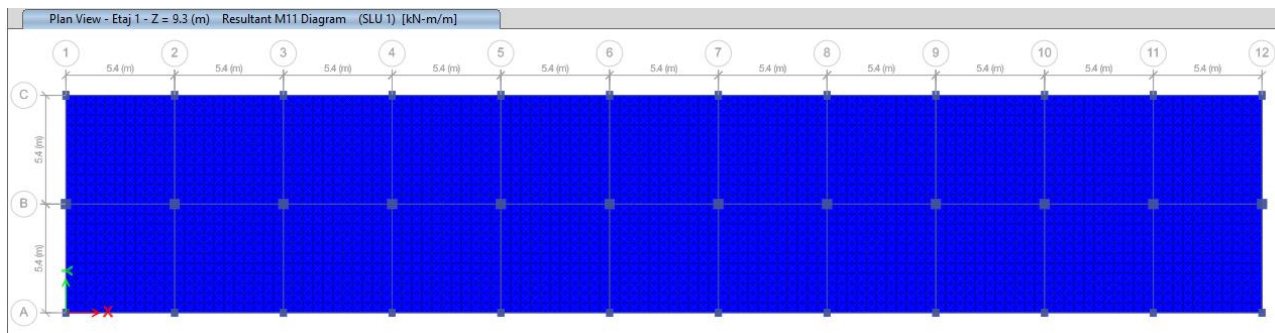 Plan View - Etaj 1 - Z = 9.3 (m) Resultant M11 Diagram (SLU 1) [kN-m/m]
1 2 3 4 5 6 7 8 9 10 11 12
5.4 (m) 5.4 (m) 5.4 (m) 5.4 (m) 5.4 (m) 5.4 (m) 5.4 (m) 5.4 (m) 5.4 (m) 5.4 (m) 5.4 (m)
C
5.4 (m)
B
5.4 (m)
Y
A
X